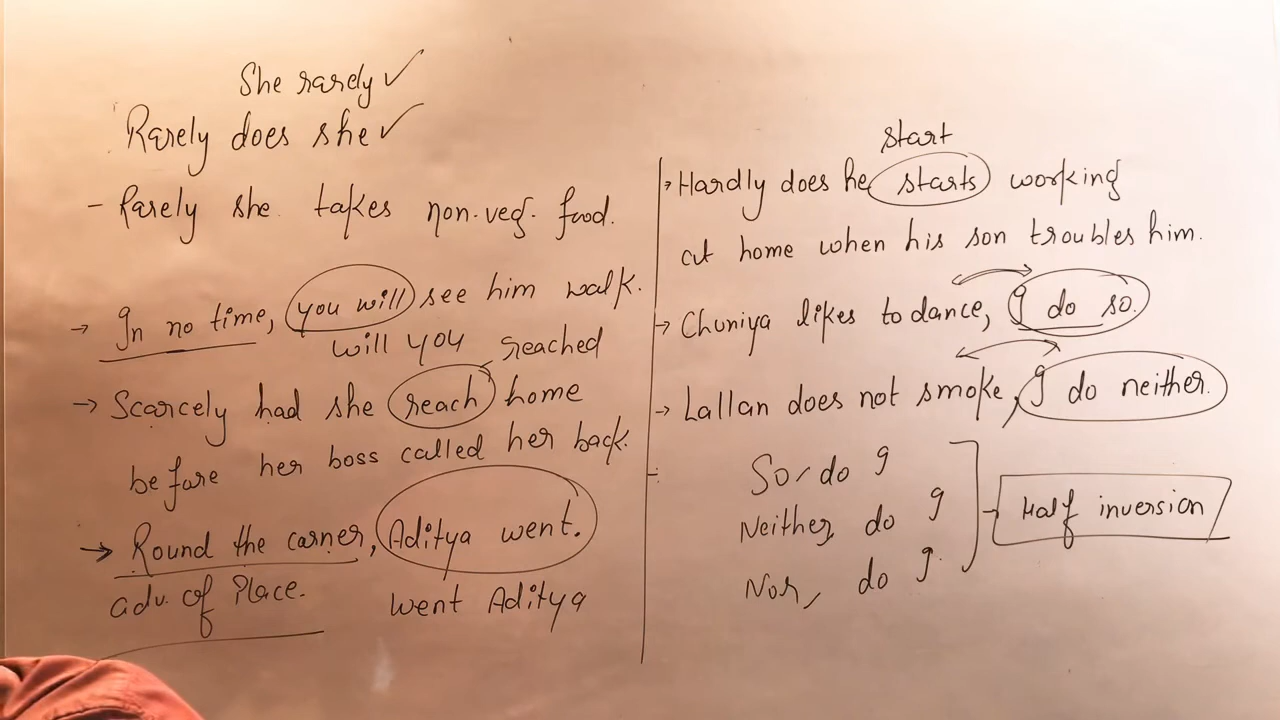 She rarely ✓
Rarely does she ✓
- Rarely she takes non-veg. food.
→ In no time, you will see him walk.
will you
reached
→ Scarcely had she reach home
before her boss called her back.
→ Round the corner, Aditya went.
adv. of Place.
went Aditya
start
→ Hardly does he starts working
at home when his son troubles him.
→ Chuniya likes to dance, I do so.
→ Lallan does not smoke, I do neither.
So, do I
Neither, do I
Nor, do I.
Half inversion